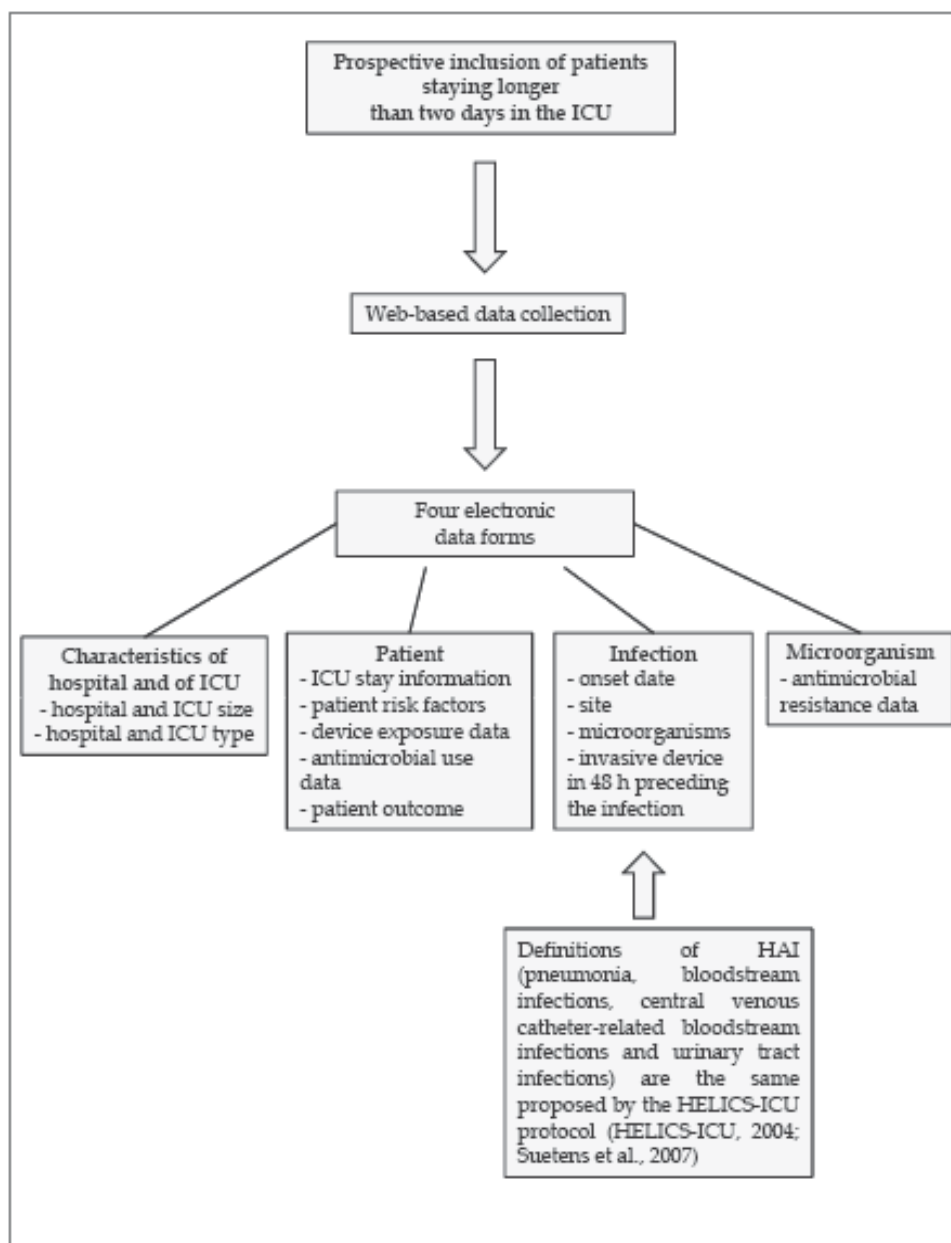 Prospective inclusion of patients
staying longer
than two days in the ICU
Web-based data collection
Four electronic
data forms
Characteristics of
hospital and of ICU
- hospital and ICU size
- hospital and ICU type
Patient
- ICU stay information
- patient risk factors
- device exposure data
- antimicrobial use
data
- patient outcome
Infection
- onset date
- site
- microorganisms
- invasive device
in 48 h preceding
the infection
Microorganism
- antimicrobial
resistance data
Definitions of HAI
(pneumonia, bloodstream
infections, central venous
catheter-related bloodstream
infections and urinary tract
infections) are the same
proposed by the HELICS-ICU
protocol (HELICS-ICU, 2004;
Suetens et al., 2007)